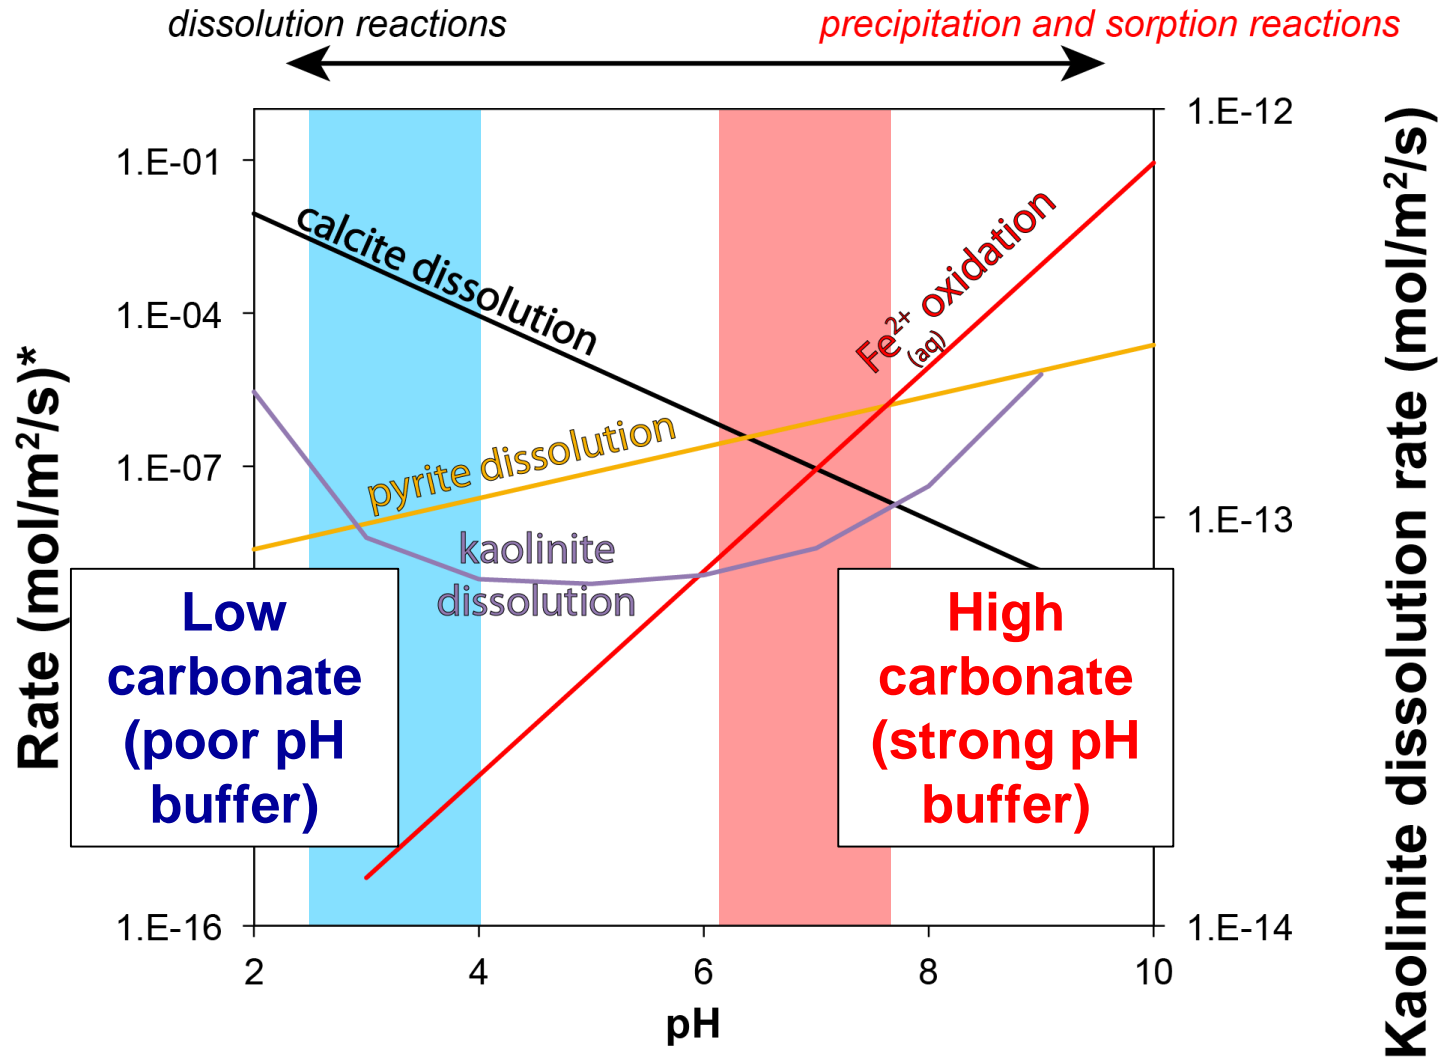 dissolution reactions
precipitation and sorption reactions
1.E-12
1.E-01
calcite dissolution
Fe2+(aq) oxidation
1.E-04
pyrite dissolution
1.E-07
kaolinite
dissolution
1.E-13
Low
carbonate
(poor pH
buffer)
High
carbonate
(strong pH
buffer)
1.E-16
1.E-14
2
4
6
8
10
pH
Rate (mol/m2/s)*
Kaolinite dissolution rate (mol/m2/s)